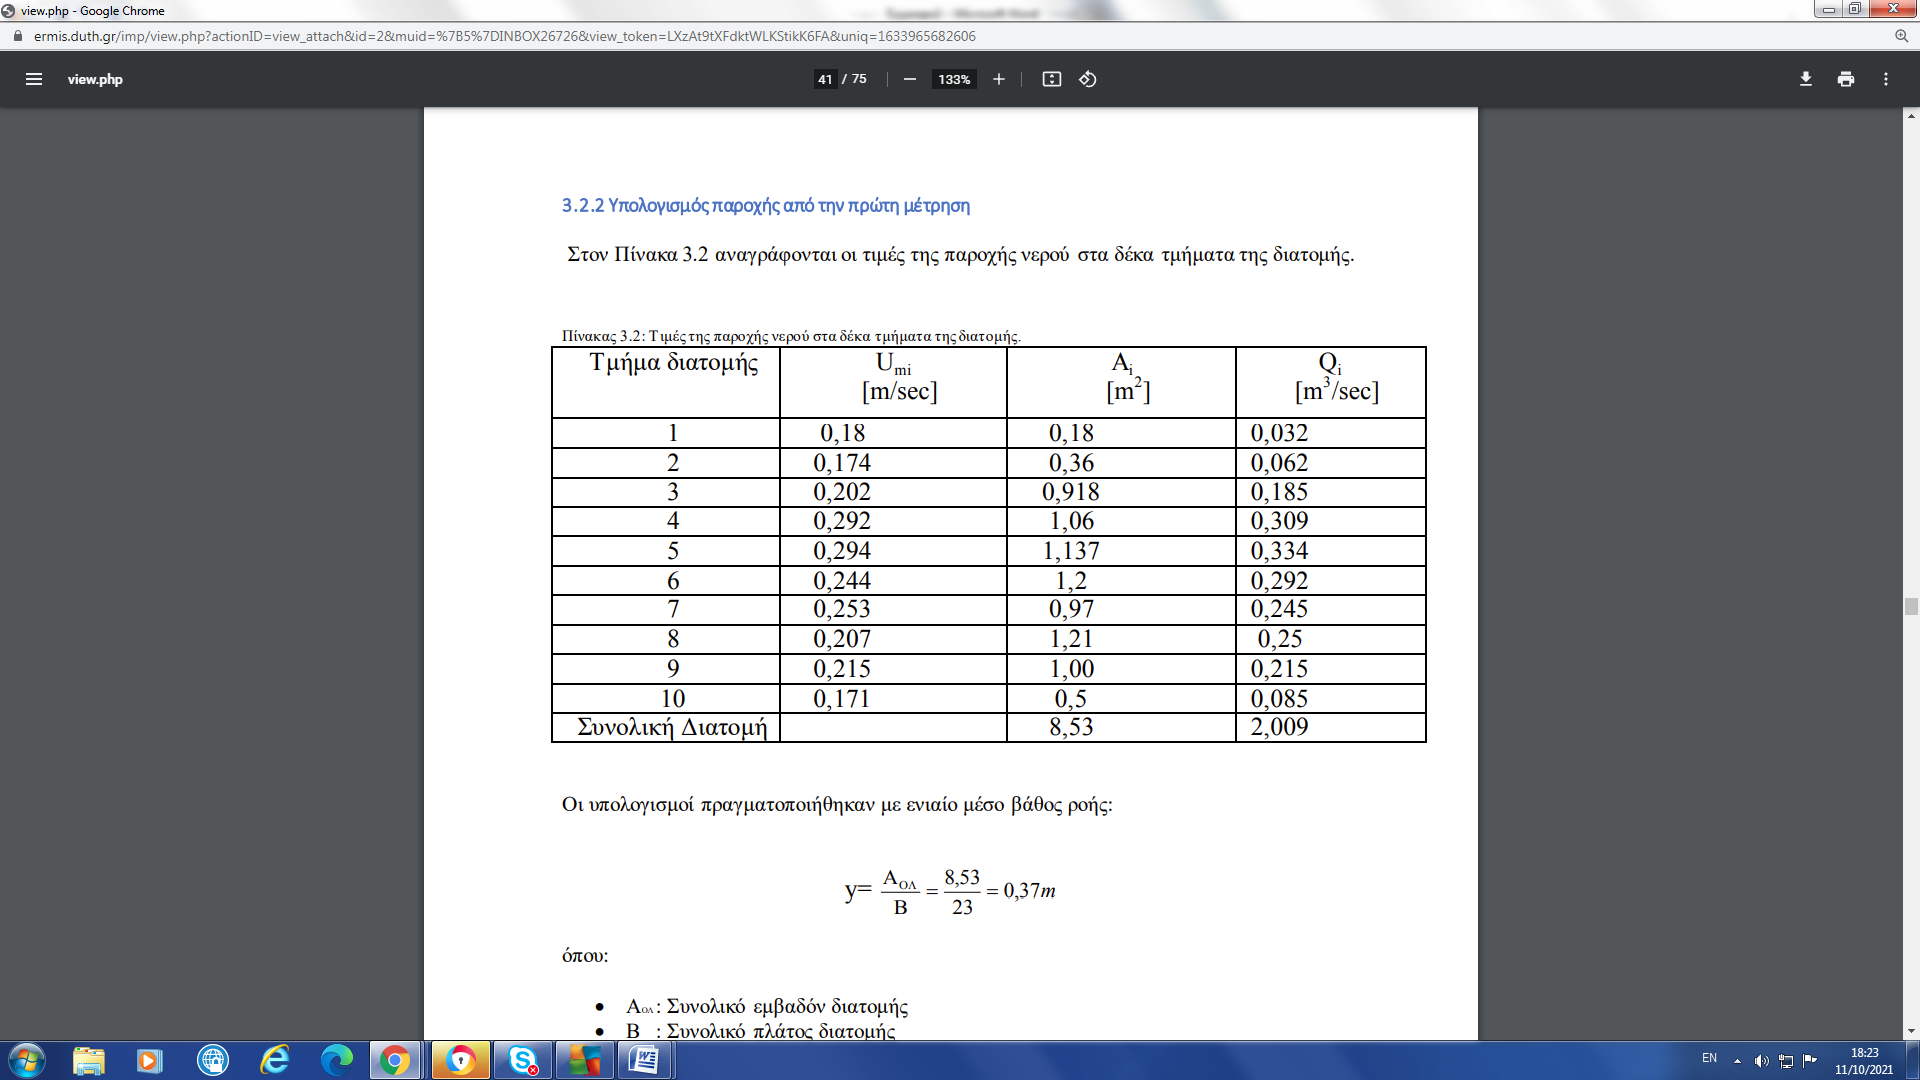 view.php - Google Chrome
ermis.duth.gr/imp/view.php?actionID=view_attach&id=2&muid=%7B5%7DINBOX26726&view_token=LXzAt9tXFdktWLKStikK6FA&uniq=1633965682606
view.php 41 / 75 133%
3.2.2 Υπολογισμός παροχής από την πρώτη μέτρηση
Στον Πίνακα 3.2 αναγράφονται οι τιμές της παροχής νερού στα δέκα τμήματα της διατομής.
Πίνακας 3.2: Τιμές της παροχής νερού στα δέκα τμήματα της διατομής.
Τμήμα διατομής Umi Ai Qi
[m/sec] [m2] [m3/sec]
1 0,18 0,18 0,032
2 0,174 0,36 0,062
3 0,202 0,918 0,185
4 0,292 1,06 0,309
5 0,294 1,137 0,334
6 0,244 1,2 0,292
7 0,253 0,97 0,245
8 0,207 1,21 0,25
9 0,215 1,00 0,215
10 0,171 0,5 0,085
Συνολική Διατομή 8,53 2,009
Οι υπολογισμοί πραγματοποιήθηκαν με ενιαίο μέσο βάθος ροής:
y= ΑΟΛ/Β = 8,53/23 = 0,37m
όπου:
• ΑΟΛ : Συνολικό εμβαδόν διατομής
• Β : Συνολικό πλάτος διατομής
EN 18:23
11/10/2021